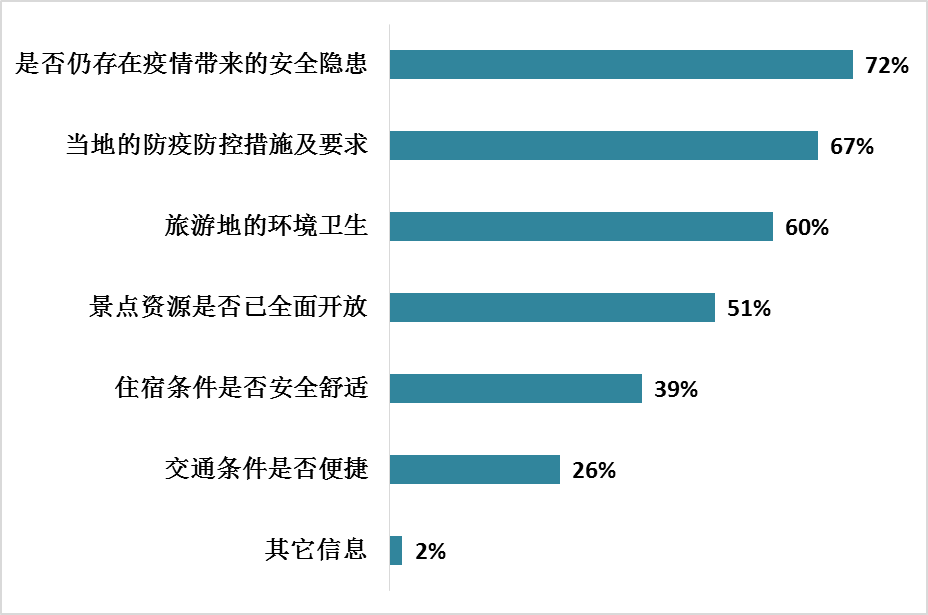 是否仍存在疫情带来的安全隐患 72%
当地的防疫防控措施及要求 67%
旅游地的环境卫生 60%
景点资源是否已全面开放 51%
住宿条件是否安全舒适 39%
交通条件是否便捷 26%
其它信息 2%